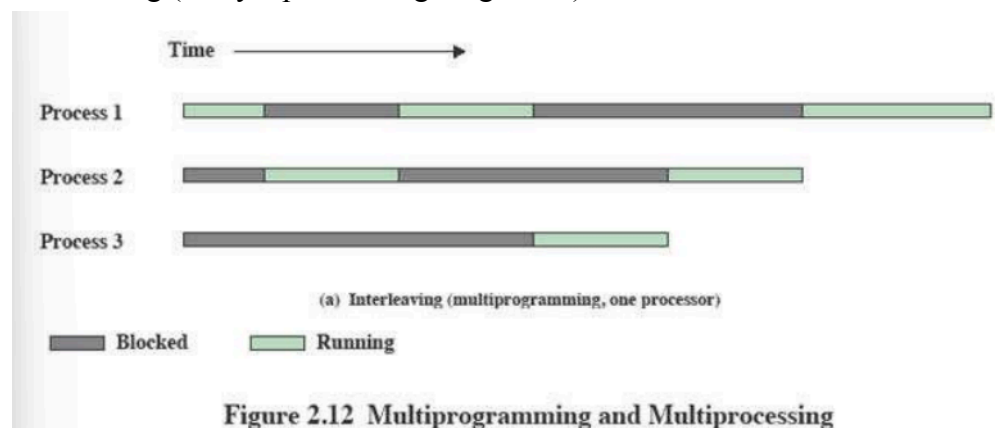 Time
Process 1
Process 2
Process 3
(a) Interleaving (multiprogramming, one processor)
Blocked Running
Figure 2.12 Multiprogramming and Multiprocessing